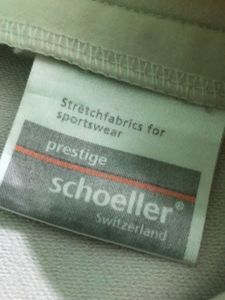 Stretchfabrics for
sportswear
prestige
schoeller®
Switzerland